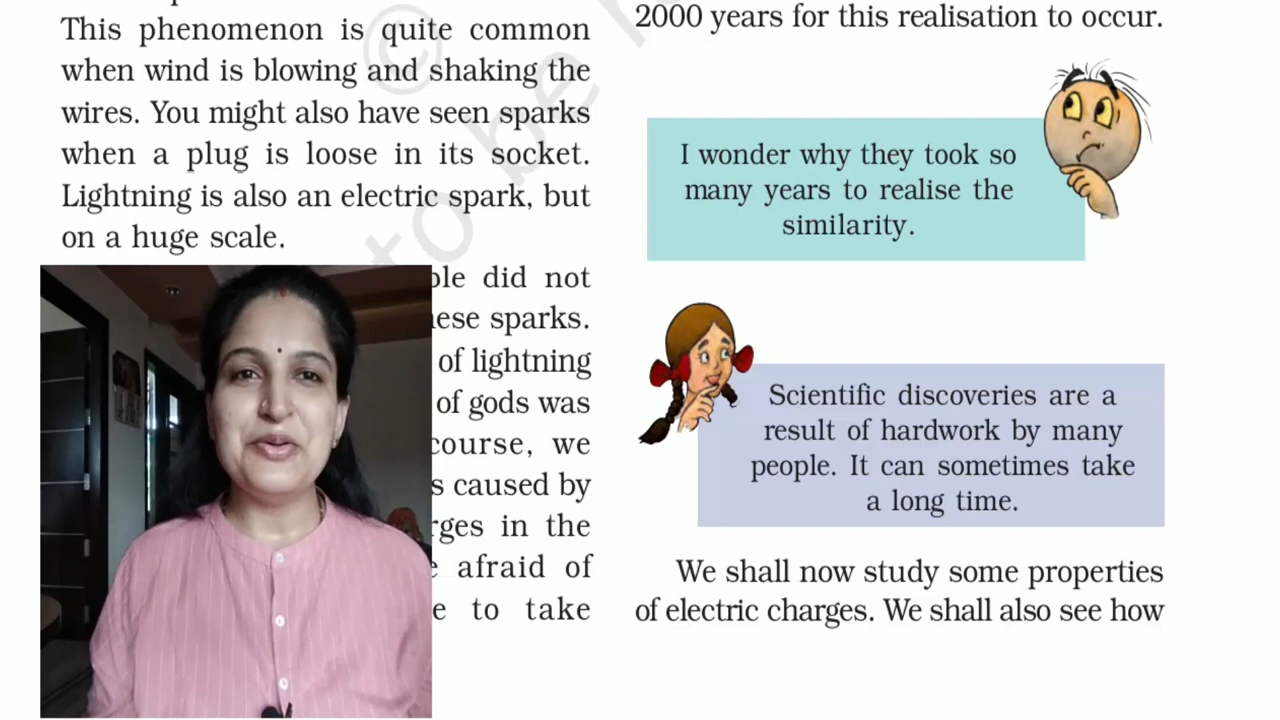 This phenomenon is quite common
when wind is blowing and shaking the
wires. You might also have seen sparks
when a plug is loose in its socket.
Lightning is also an electric spark, but
on a huge scale.
did not
sparks.
of lightning
of gods was
course, we
caused by
in the
afraid of
to take
2000 years for this realisation to occur.
I wonder why they took so
many years to realise the
similarity.
Scientific discoveries are a
result of hardwork by many
people. It can sometimes take
a long time.
We shall now study some properties
of electric charges. We shall also see how
©
to be